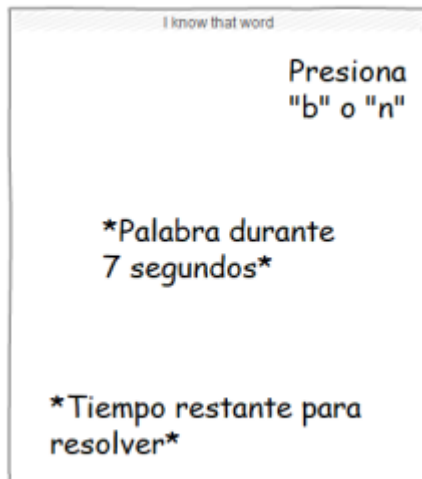 I know that word
Presiona
"b" o "n"
*Palabra durante
7 segundos*
*Tiempo restante para
resolver*